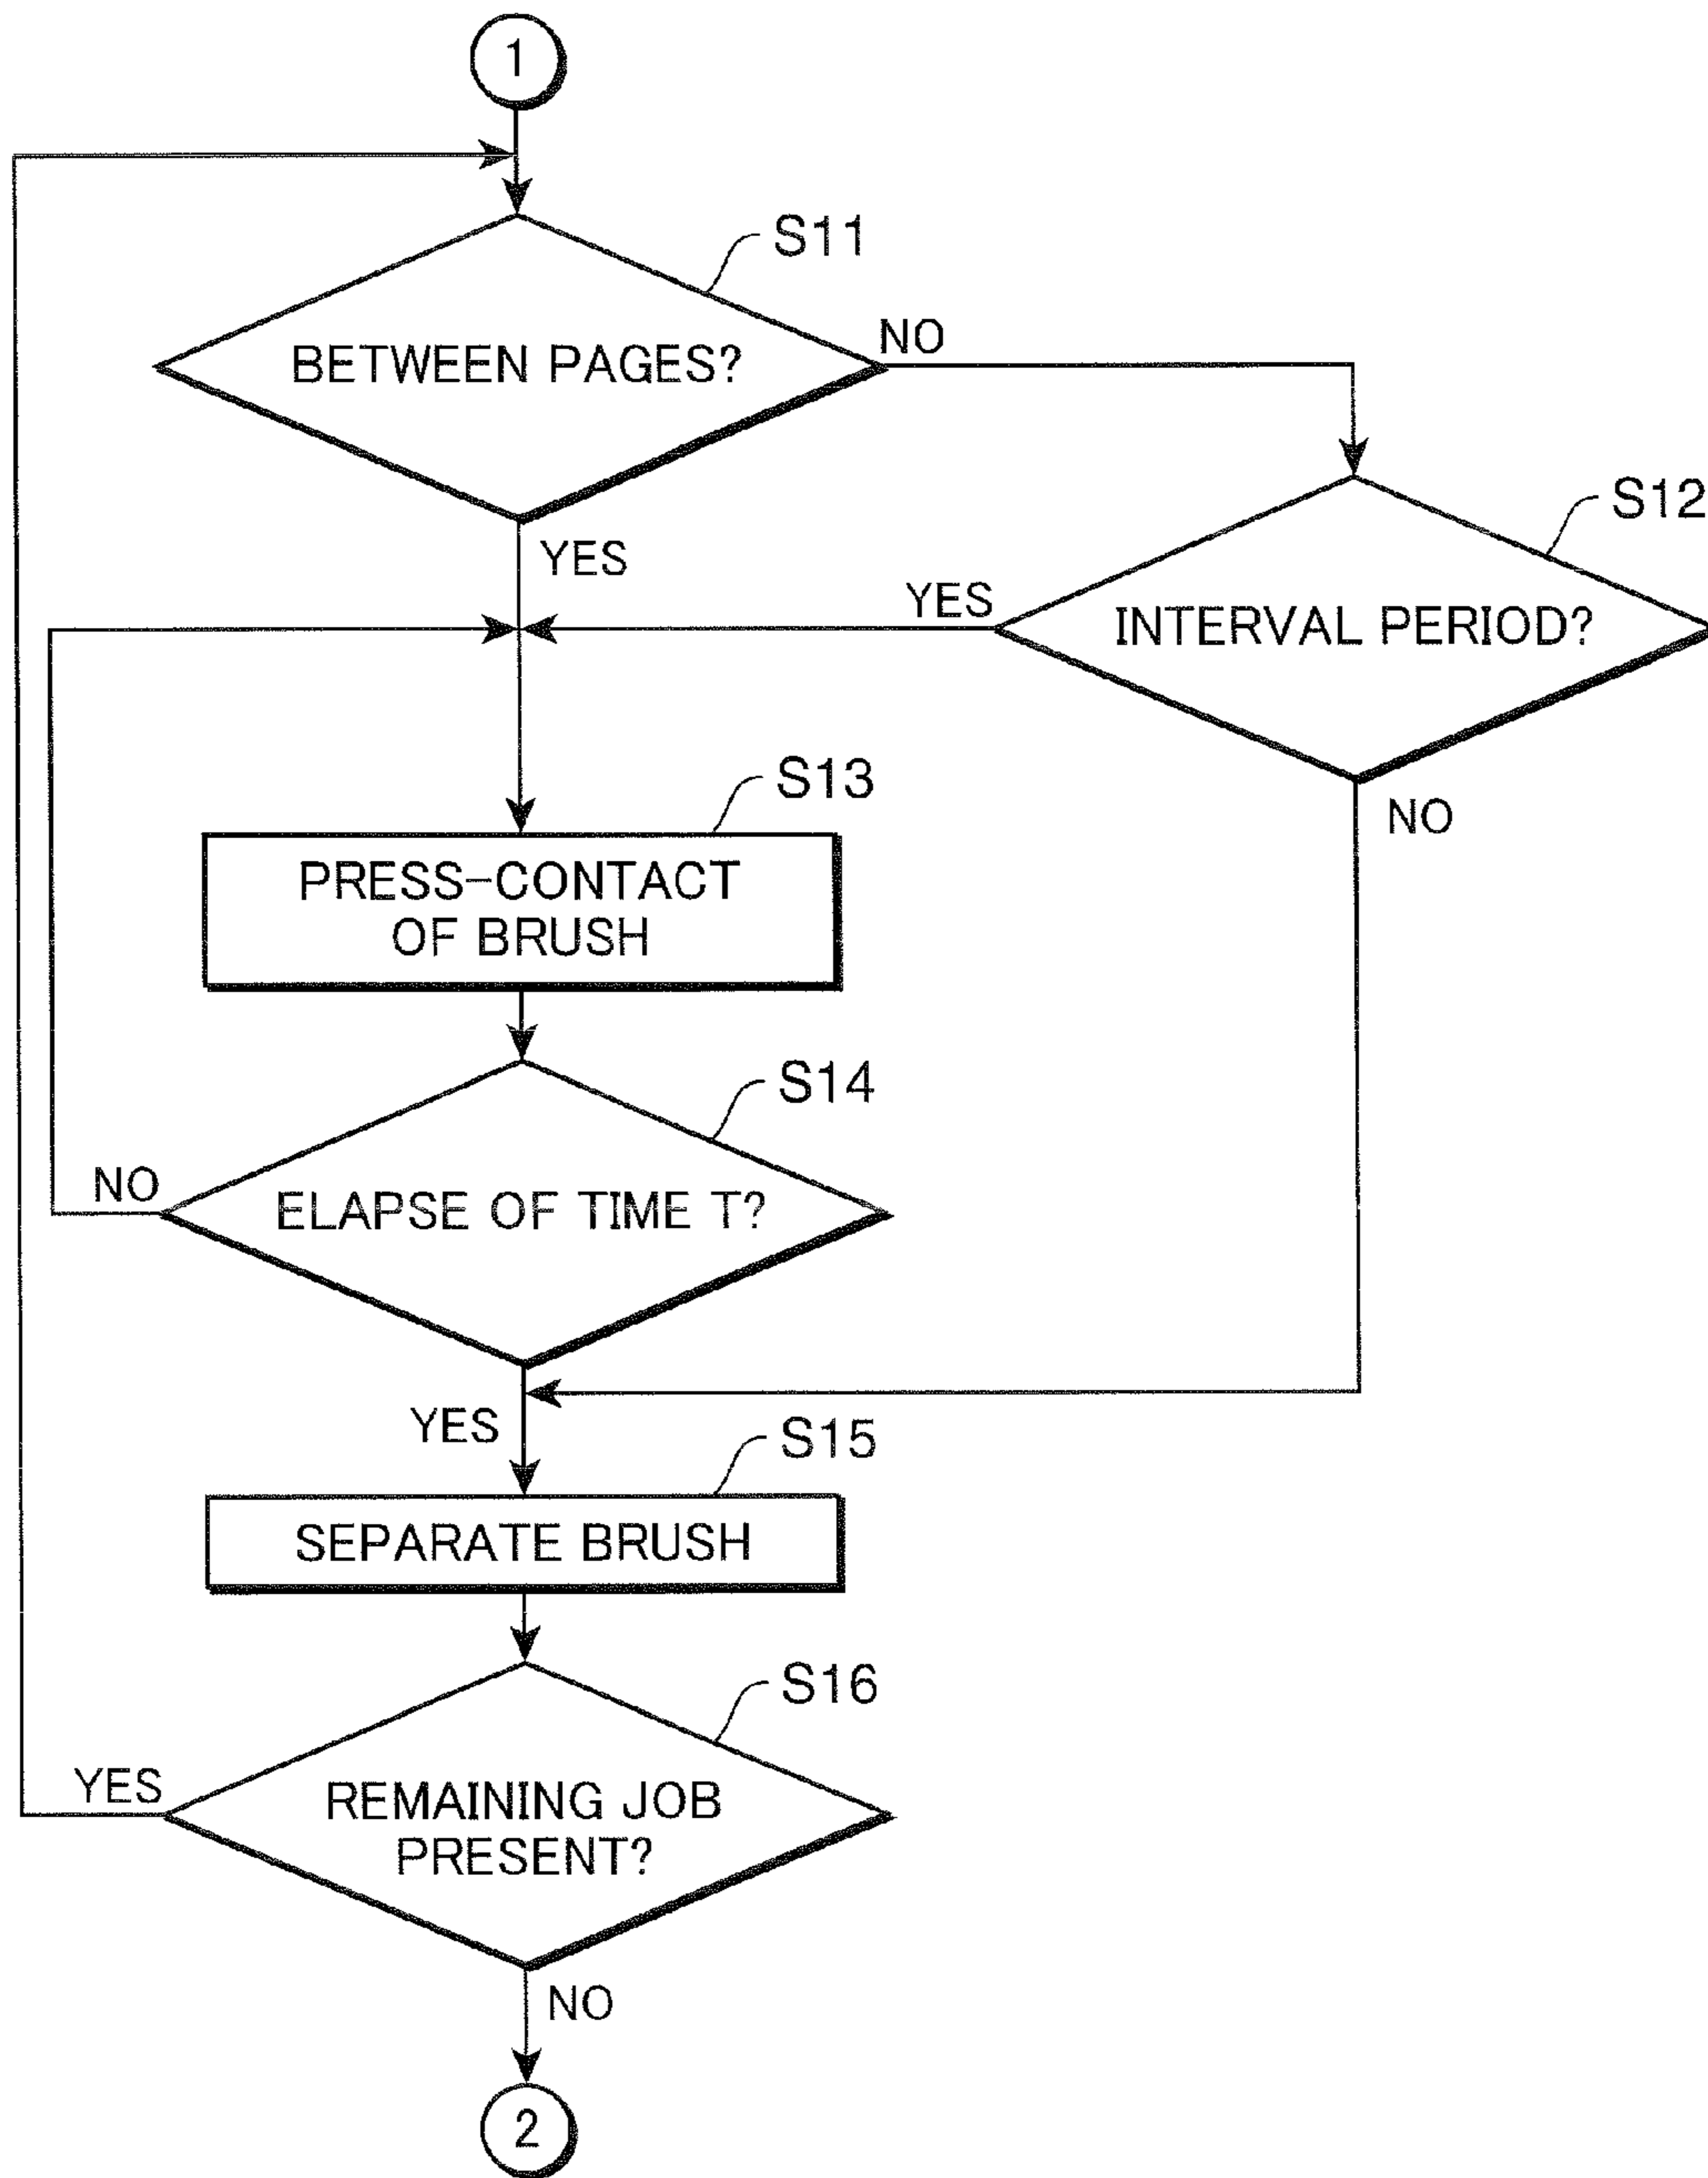 1
S11
BETWEEN PAGES?
NO
YES
S12
INTERVAL PERIOD?
YES
NO
S13
PRESS-CONTACT
OF BRUSH
S14
ELAPSE OF TIME T?
NO
YES
S15
SEPARATE BRUSH
S16
REMAINING JOB
PRESENT?
YES
NO
2